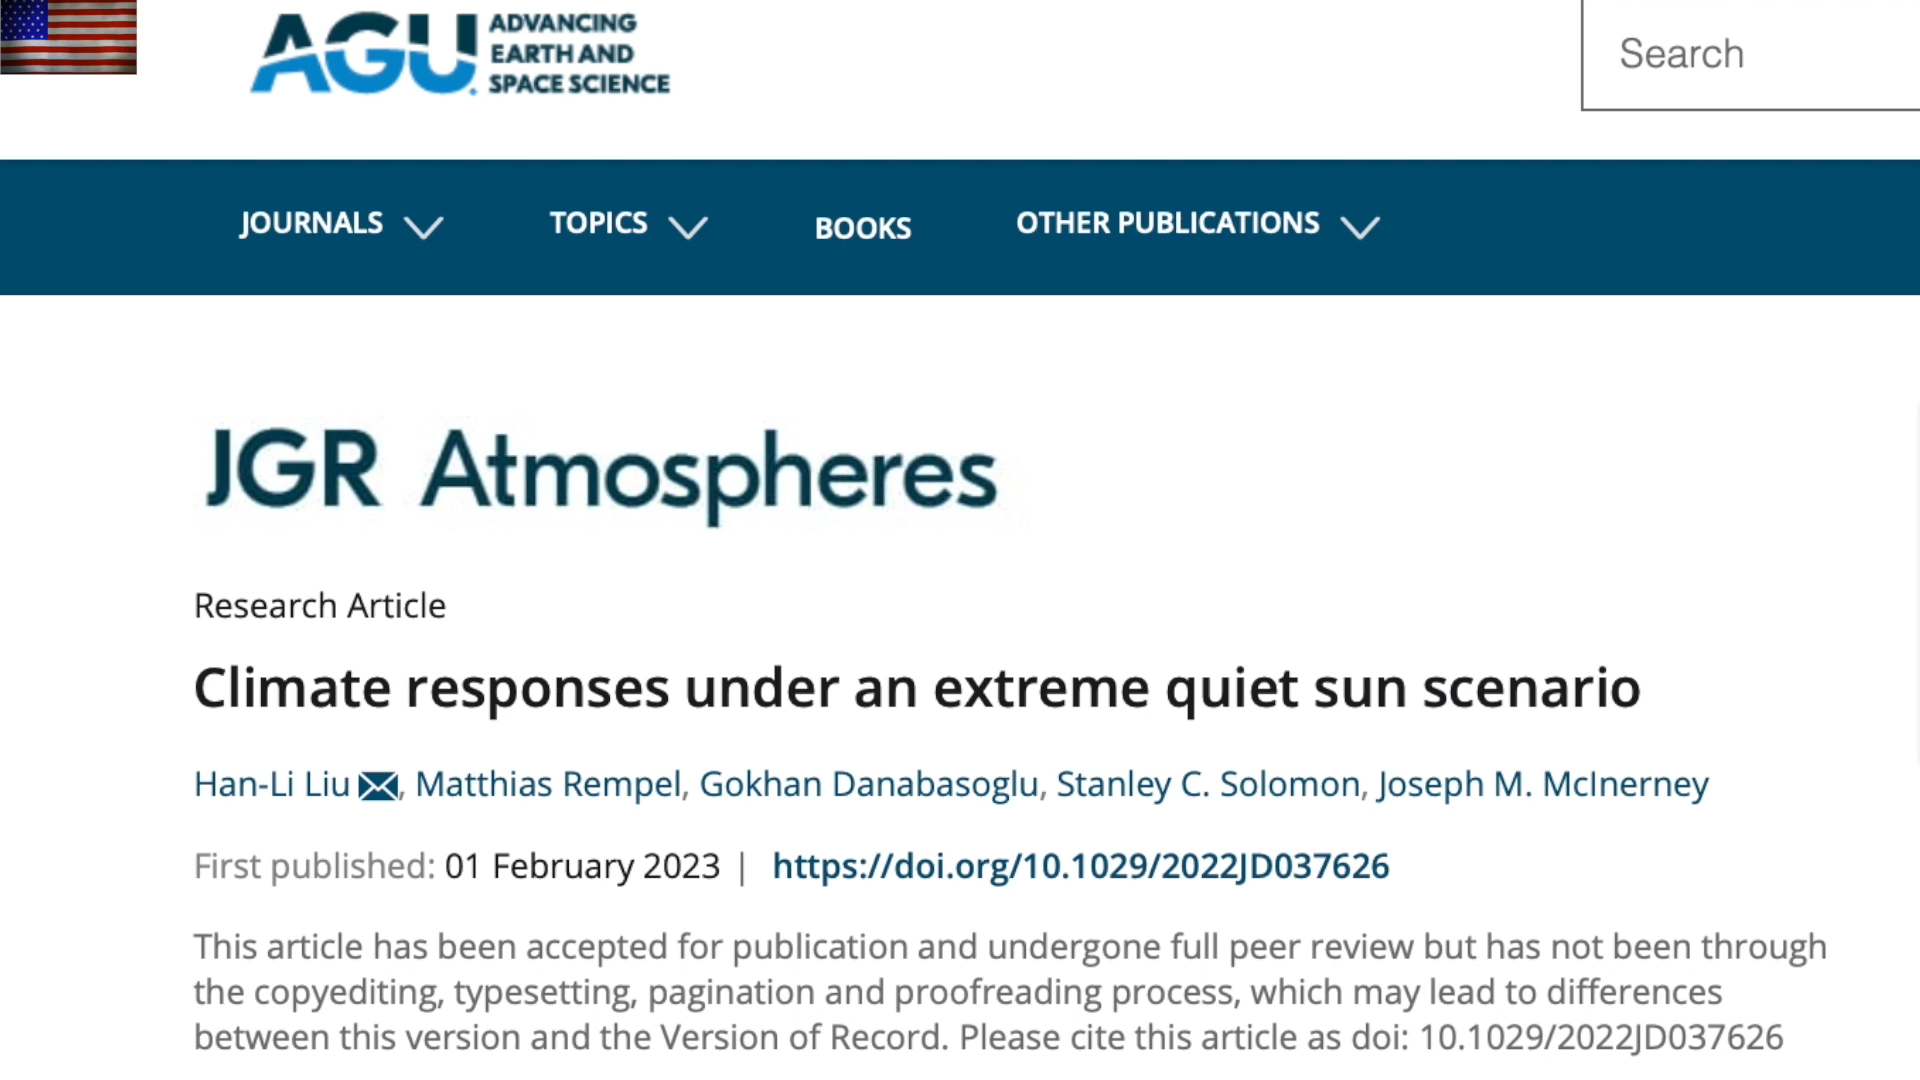 AGU ADVANCING
EARTH AND
SPACE SCIENCE
Search
JOURNALS TOPICS BOOKS OTHER PUBLICATIONS
JGR Atmospheres
Research Article
Climate responses under an extreme quiet sun scenario
Han-Li Liu, Matthias Rempel, Gokhan Danabasoglu, Stanley C. Solomon, Joseph M. McInerney
First published: 01 February 2023 | https://doi.org/10.1029/2022JD037626
This article has been accepted for publication and undergone full peer review but has not been through
the copyediting, typesetting, pagination and proofreading process, which may lead to differences
between this version and the Version of Record. Please cite this article as doi: 10.1029/2022JD037626